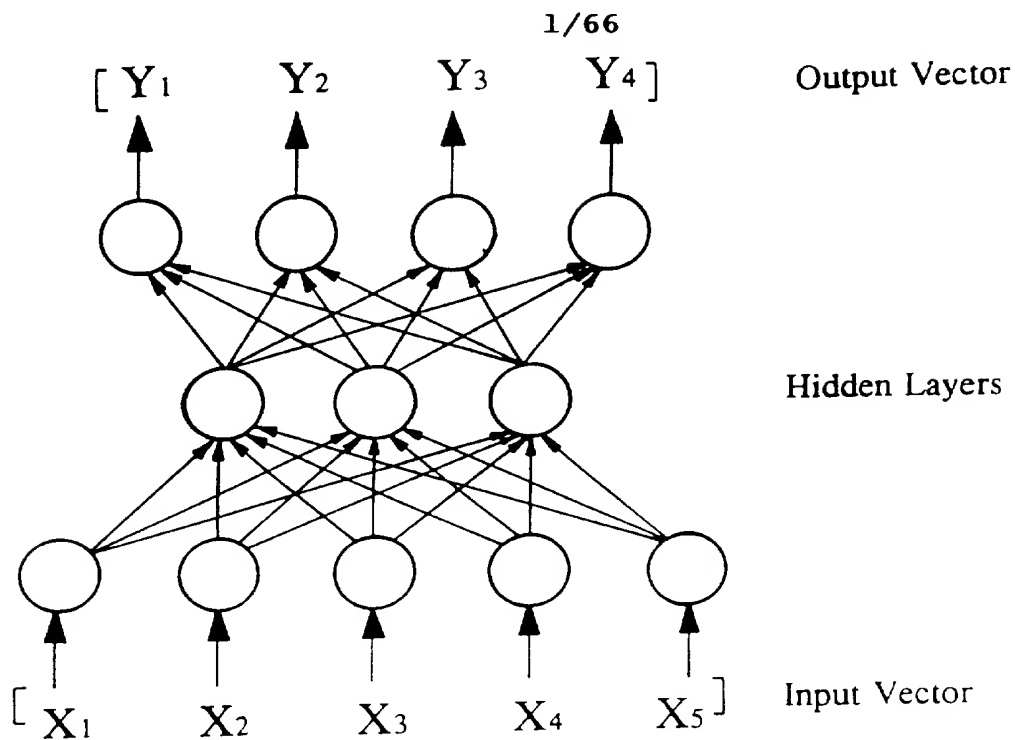 1/66
[ Y1 Y2 Y3 Y4 ] Output Vector
Hidden Layers
[ X1 X2 X3 X4 X5 ] Input Vector